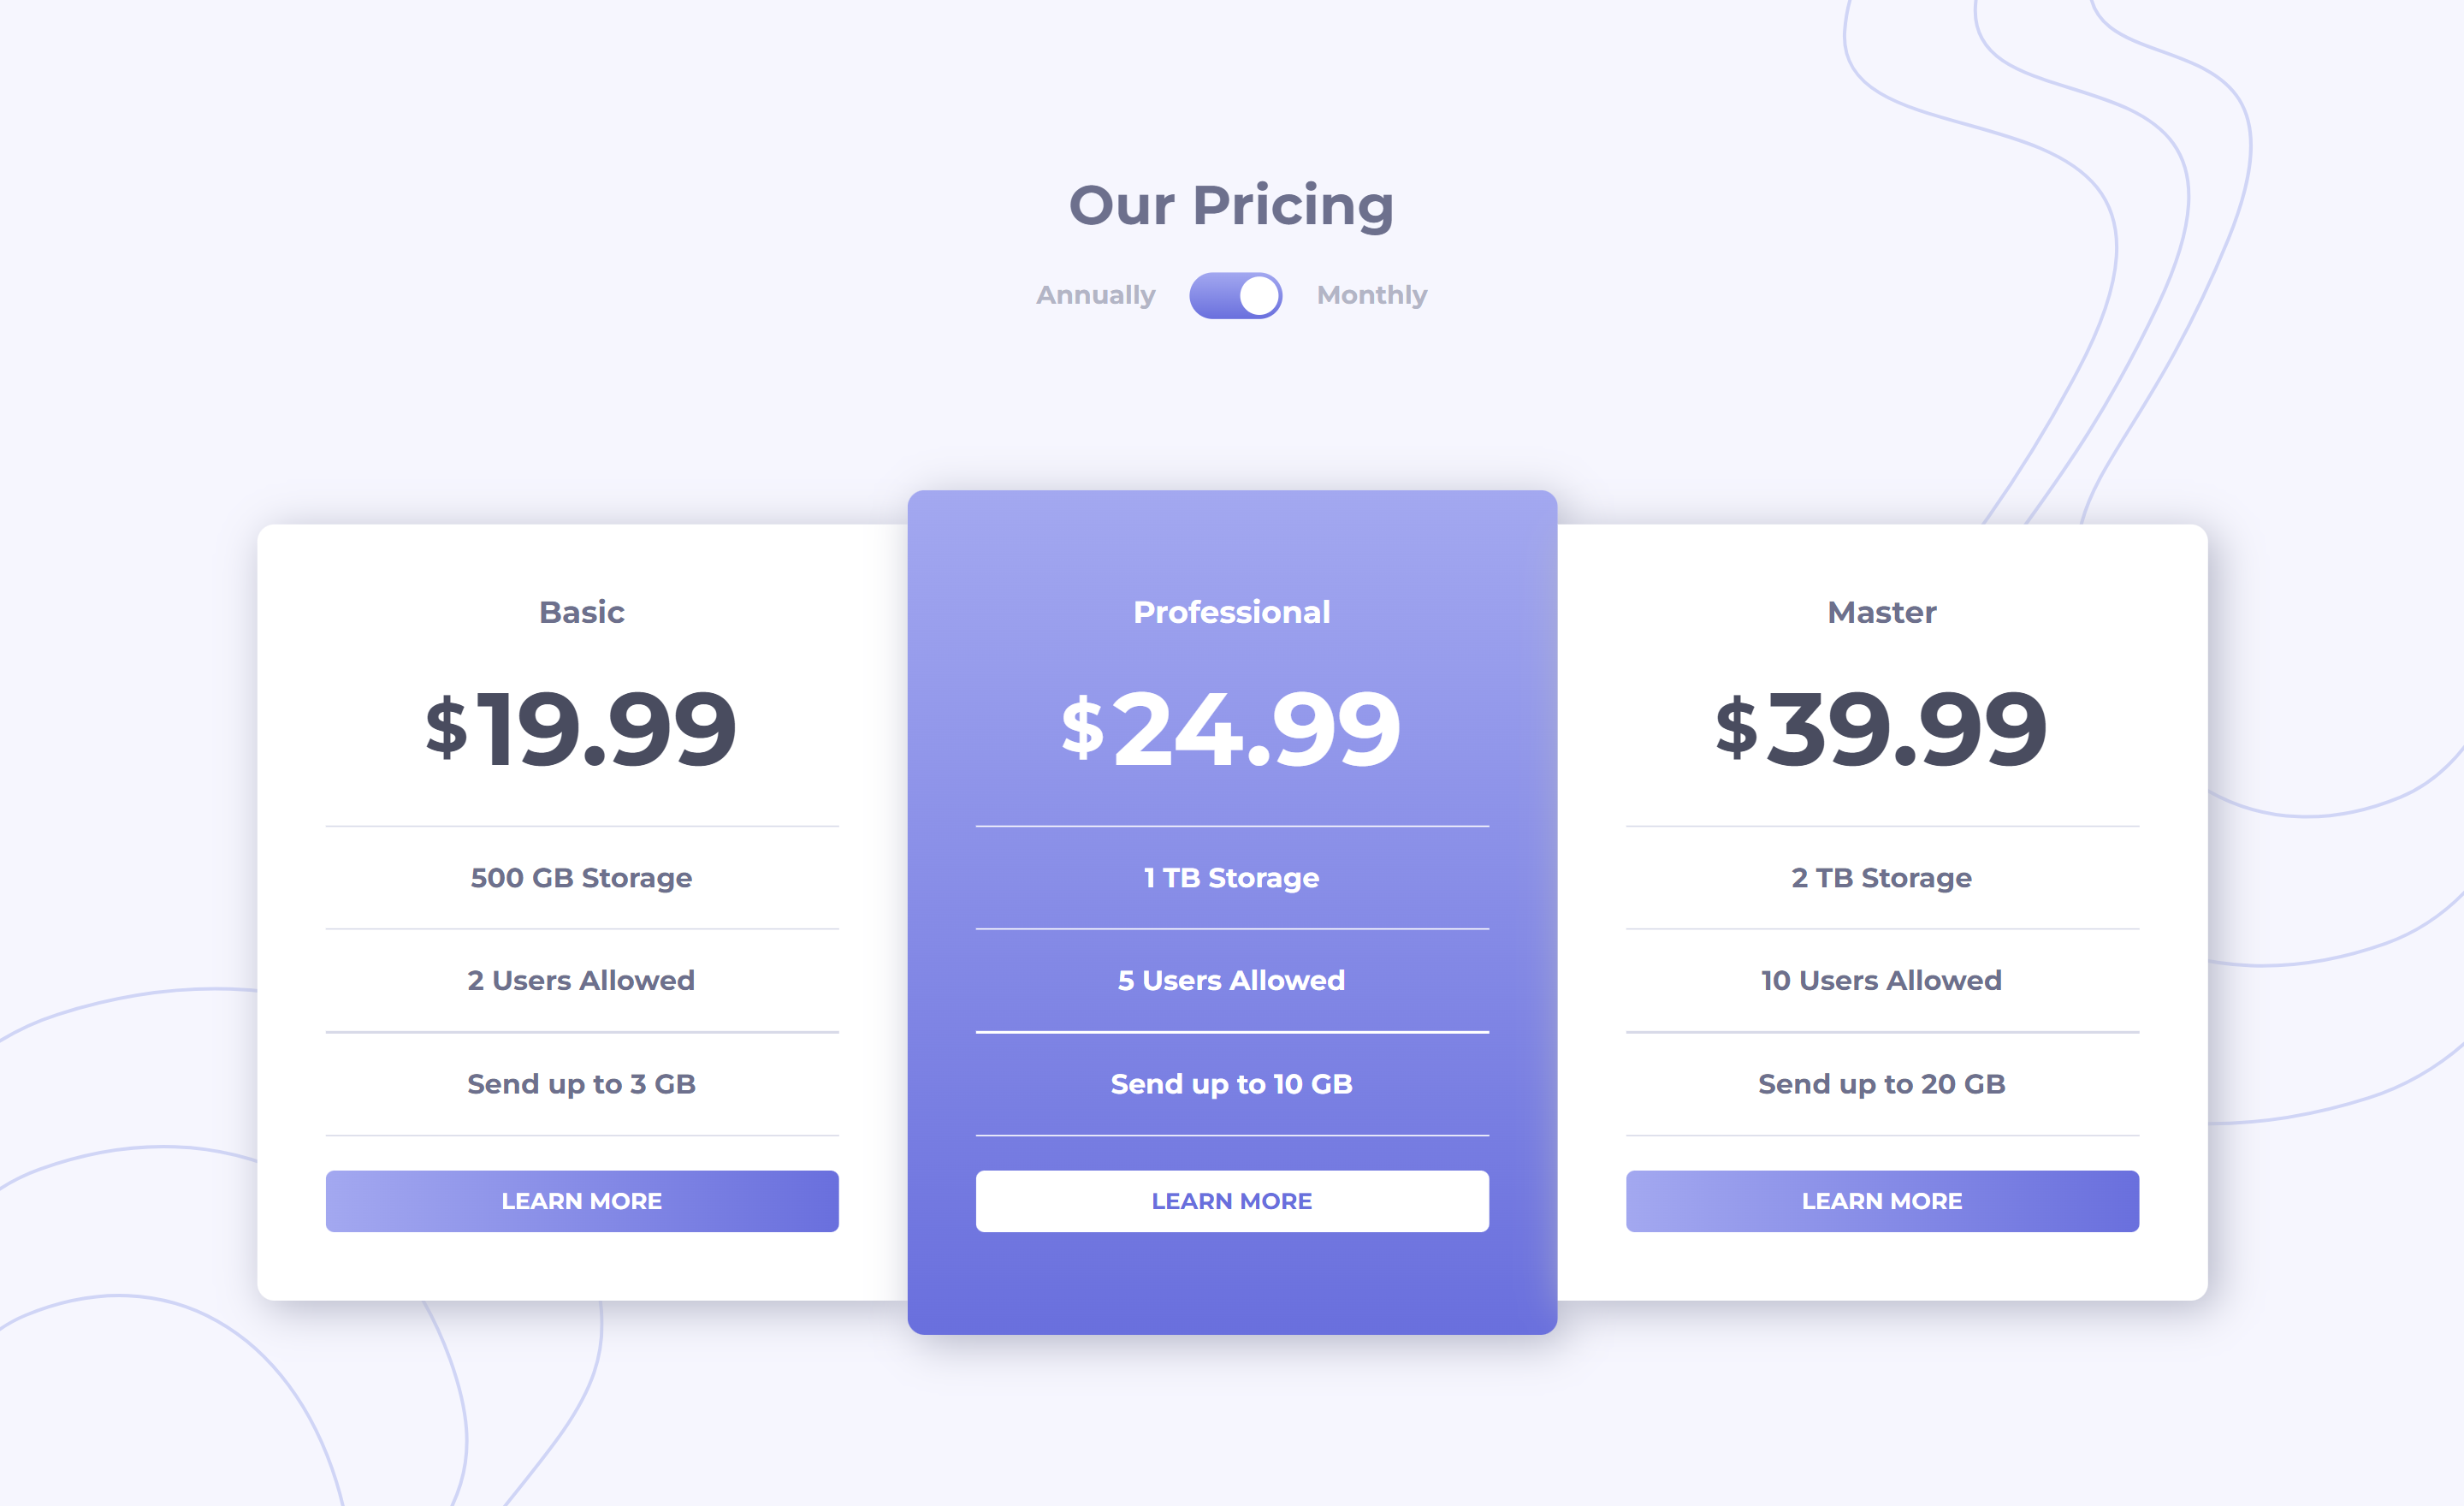 Our Pricing
Annually Monthly
Basic
$19.99
500 GB Storage
2 Users Allowed
Send up to 3 GB
LEARN MORE
Professional
$24.99
1 TB Storage
5 Users Allowed
Send up to 10 GB
LEARN MORE
Master
$39.99
2 TB Storage
10 Users Allowed
Send up to 20 GB
LEARN MORE